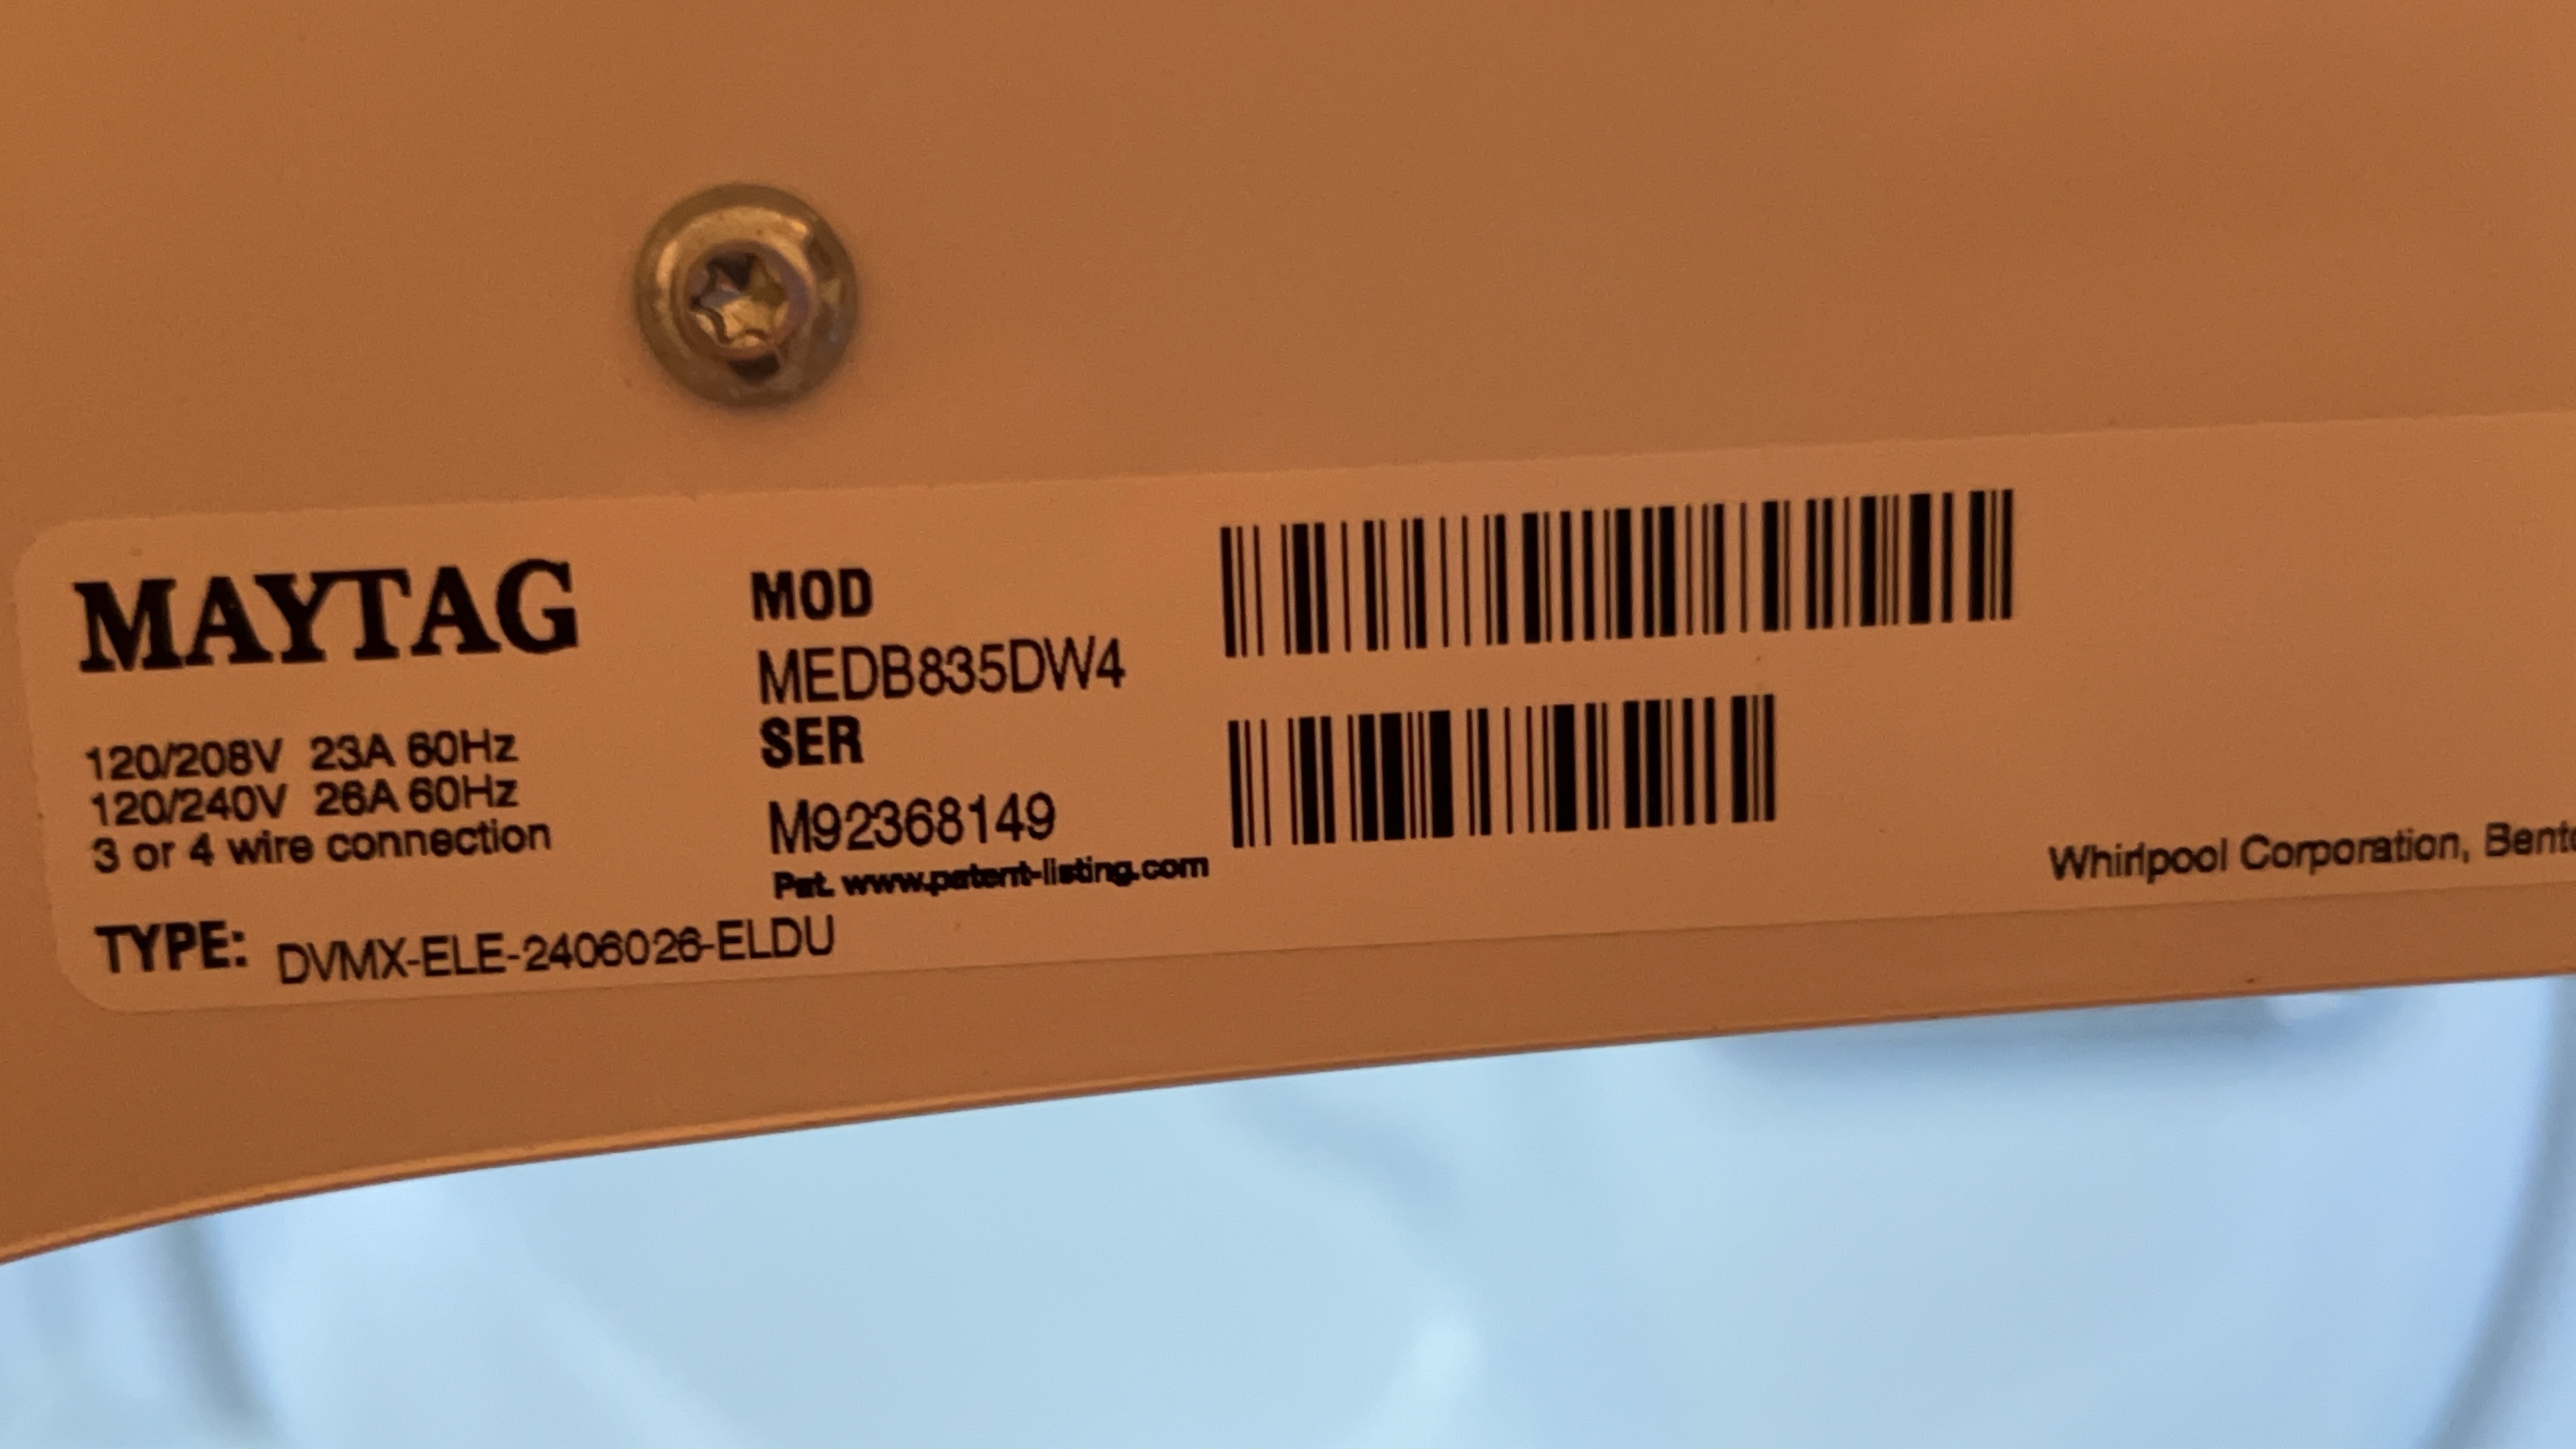 MAYTAG
120/208V 23A 60Hz
120/240V 26A 60Hz
3 or 4 wire connection
TYPE: DVMX-ELE-2406026-ELDU
MOD
MEDB835DW4
SER
M92368149
Pat. www.patent-listing.com
Whirlpool Corporation,